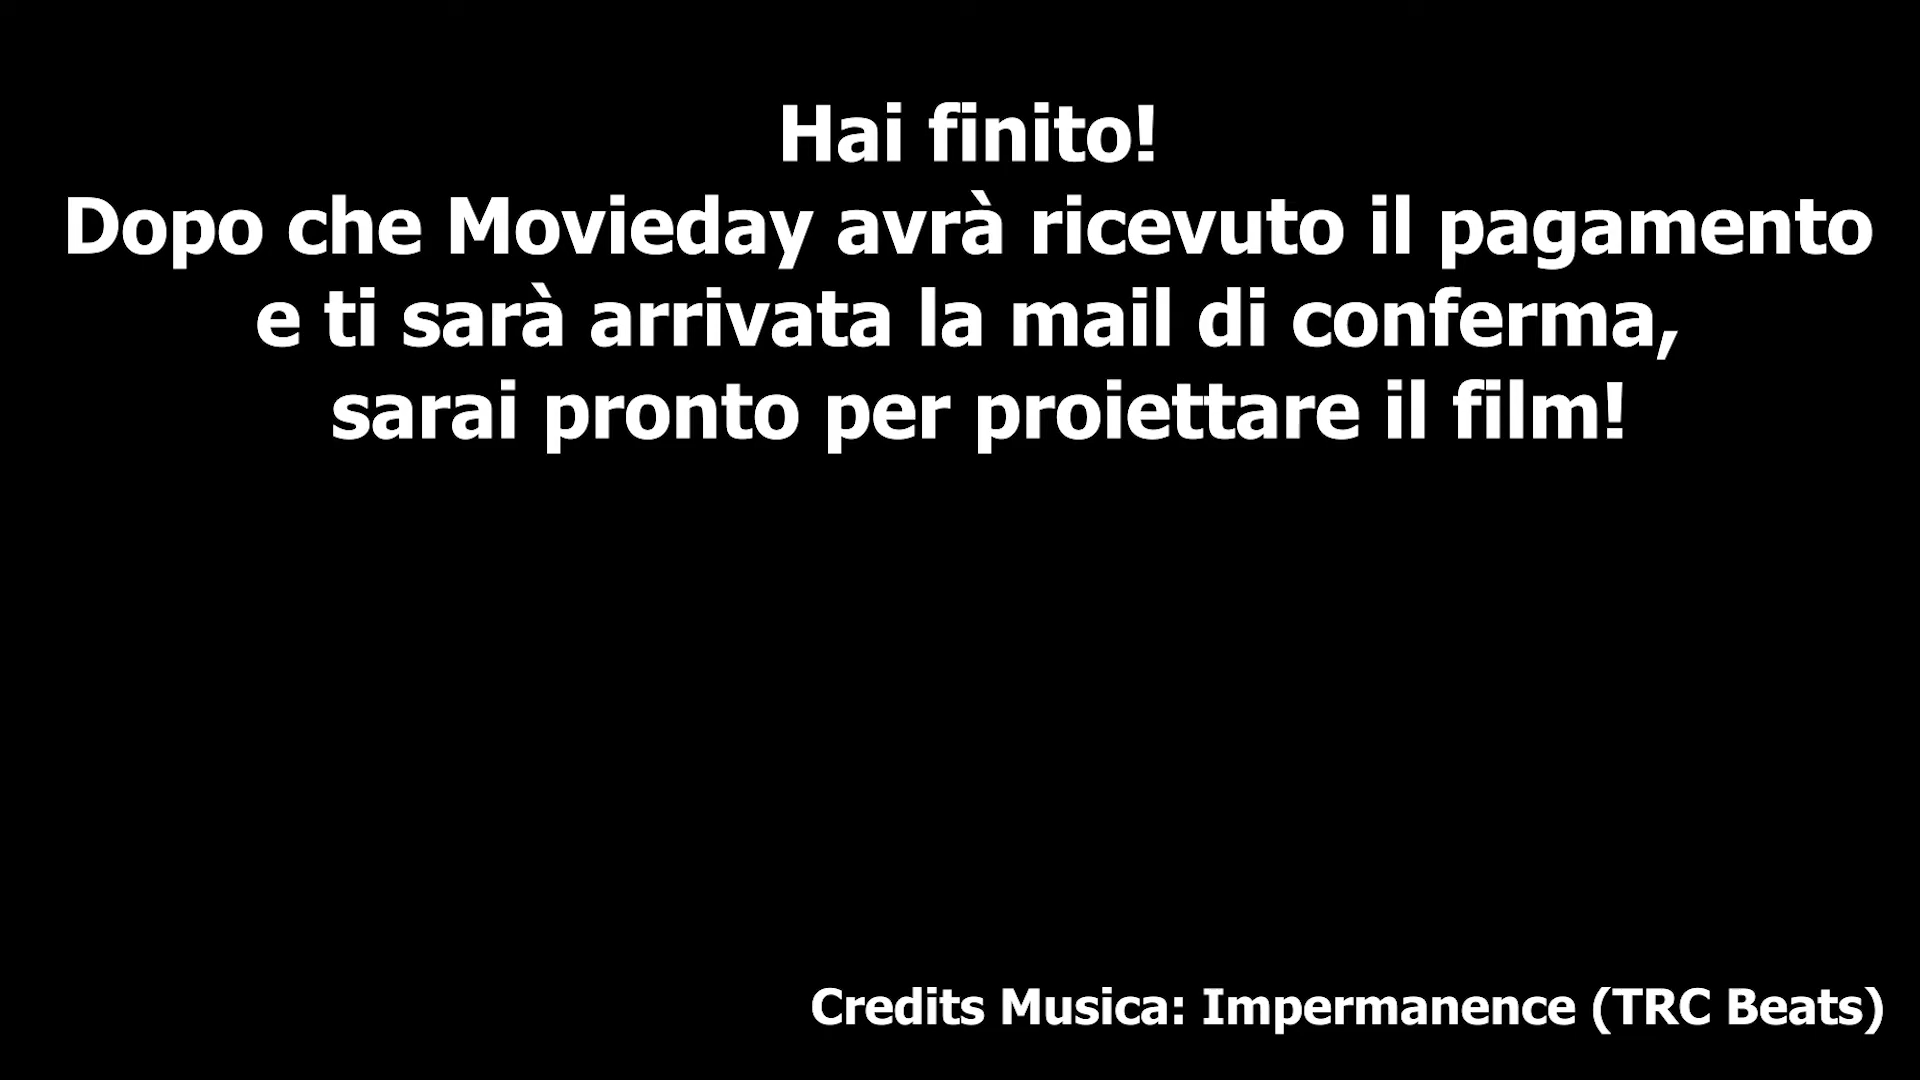 Hai finito!
Dopo che Movieday avrà ricevuto il pagamento
e ti sarà arrivata la mail di conferma,
sarai pronto per proiettare il film!
Credits Musica: Impermanence (TRC Beats)